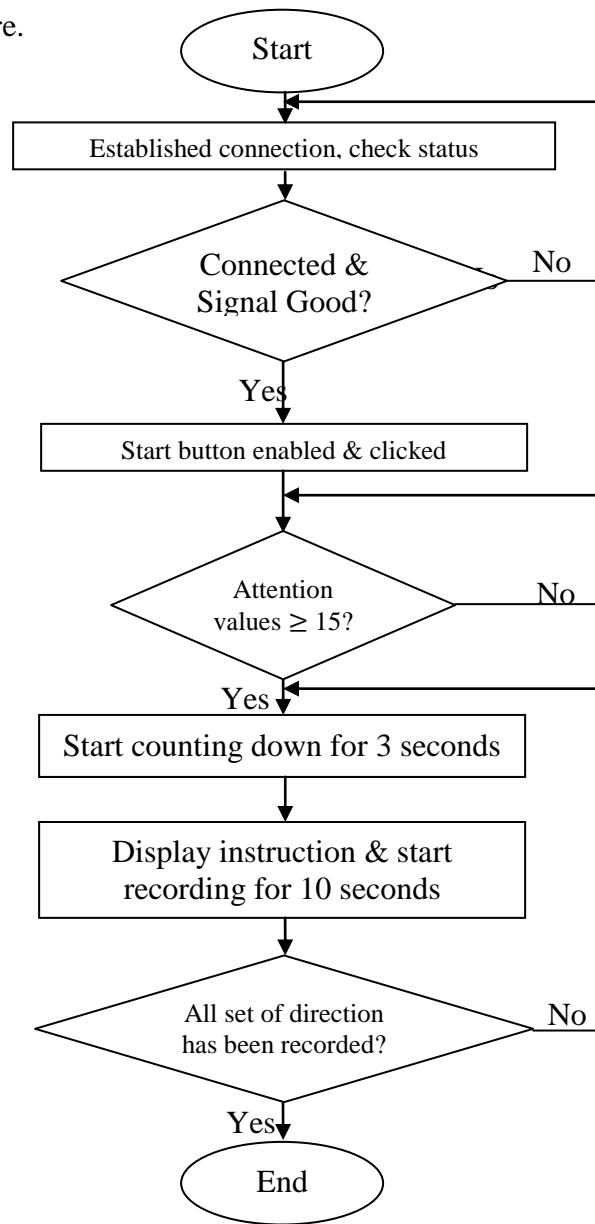 re.
Start
Established connection, check status
Connected &
Signal Good?
No
Yes
Start button enabled & clicked
Attention
values ≥ 15?
No
Yes
Start counting down for 3 seconds
Display instruction & start
recording for 10 seconds
All set of direction
has been recorded?
No
Yes
End